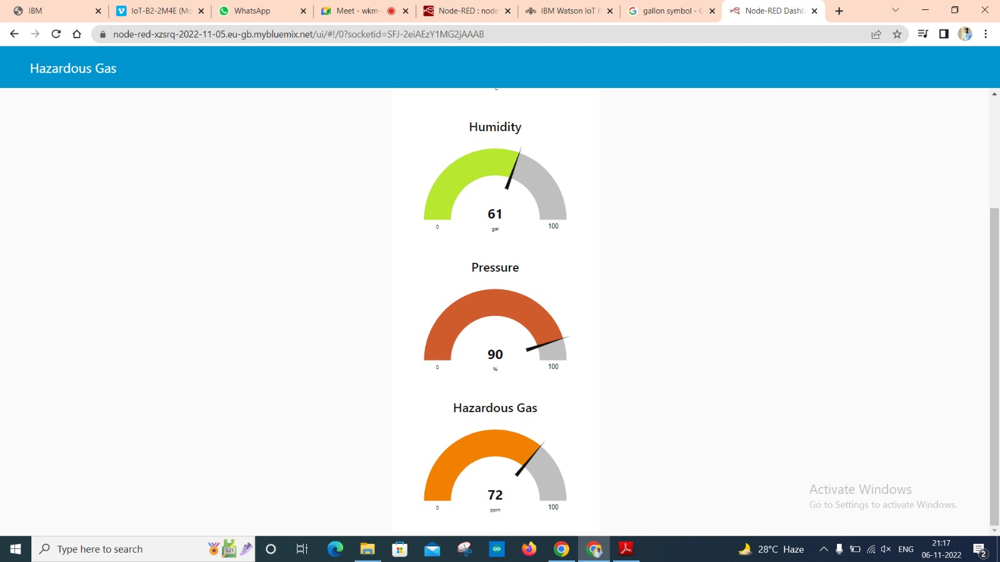 IBM
IoT-B2-2M4E (Mo
WhatsApp
Meet - wkm-
Node-RED : node
IBM Watson IoT P
gallon symbol - G
Node-RED Dashb
node-red-xzsrq-2022-11-05.eu-gb.mybluemix.net/ui/#!/0?socketid=SFJ-2eiAEzY1MG2jAAAB
Hazardous Gas
Humidity
61
gal
0
100
Pressure
90
%
0
100
Hazardous Gas
72
ppm
0
100
Activate Windows
Go to Settings to activate Windows.
Type here to search
521
28°C Haze
ENG
21:17
06-11-2022
2